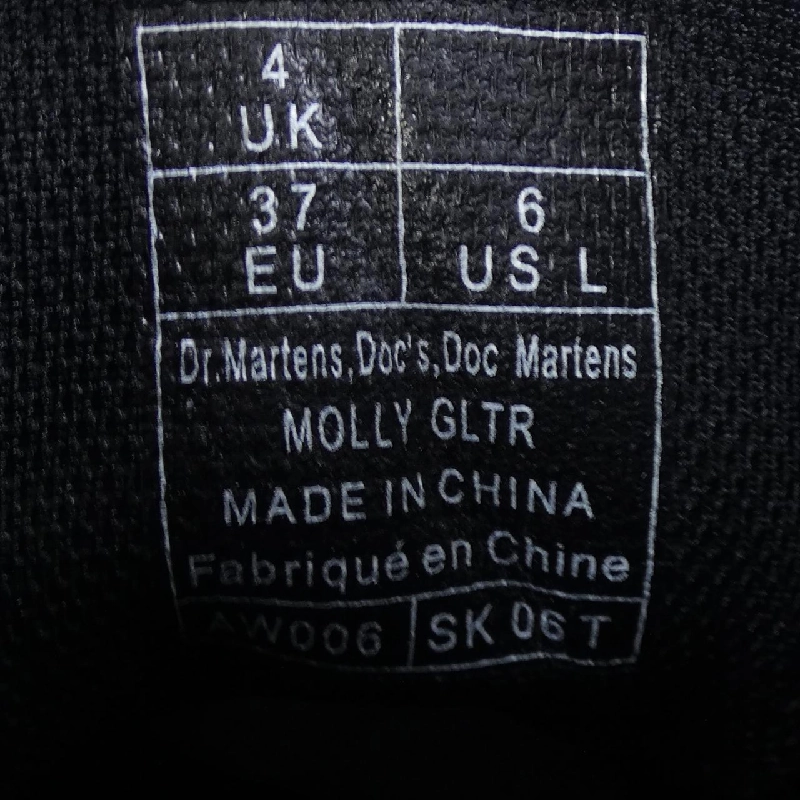 4
UK
37
EU
6
US L
Dr.Martens,Doc's,Doc Martens
MOLLY GLTR
MADE IN CHINA
Fabriqué en Chine
AW006
SK 06 T